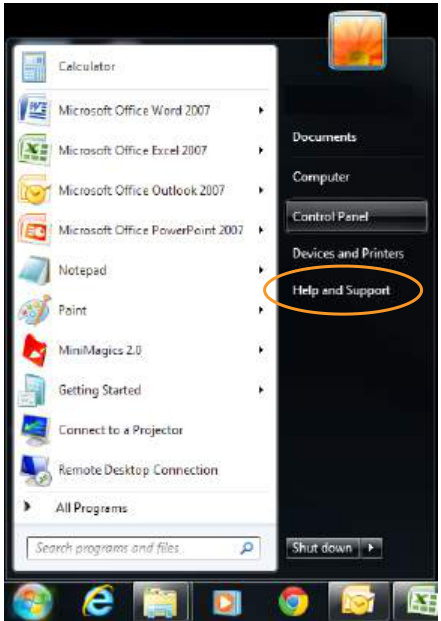 Calculator
Microsoft Office Word 2007
Microsoft Office Excel 2007
Microsoft Office Outlook 2007
Microsoft Office PowerPoint 2007
Notepad
Paint
MiniMagics 2.0
Getting Started
Connect to a Projector
Remote Desktop Connection
All Programs
Search programs and files
Documents
Computer
Control Panel
Devices and Printers
Help and Support
Shut down